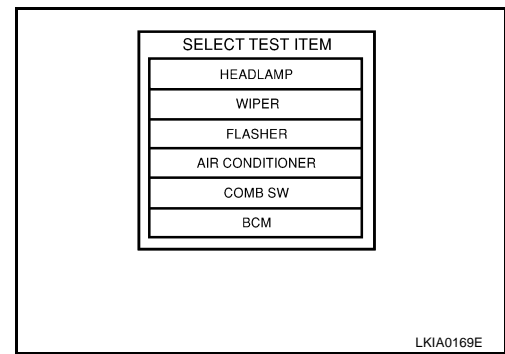 SELECT TEST ITEM
HEADLAMP
WIPER
FLASHER
AIR CONDITIONER
COMB SW
BCM
LKIA0169E